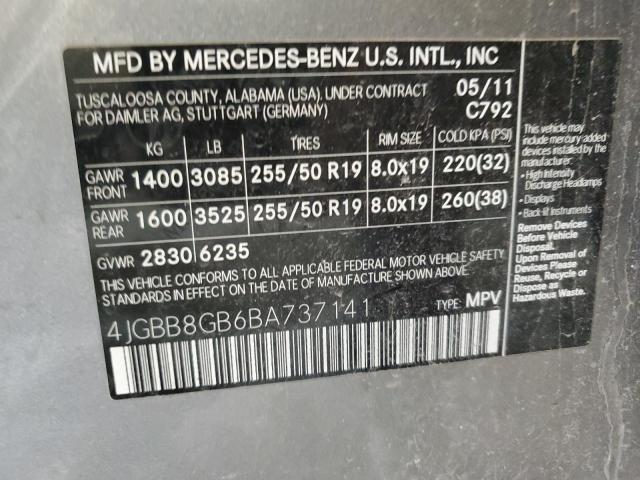 MFD BY MERCEDES-BENZ U.S. INTL., INC
TUSCALOOSA COUNTY, ALABAMA (USA), UNDER CONTRACT 05/11
FOR DAIMLER AG, STUTTGART (GERMANY) C792
KG LB TIRES RIM SIZE COLD KPA (PSI)
GAWR FRONT 1400 3085 255/50 R19 8.0x19 220(32)
GAWR REAR 1600 3525 255/50 R19 8.0x19 260(38)
GVWR 2830 6235
THIS VEHICLE CONFORMS TO ALL APPLICABLE FEDERAL MOTOR VEHICLE SAFETY
STANDARDS IN EFFECT ON THE DATE OF MANUFACTURE SHOWN ABOVE.
4JGBB8GB6BA737141 TYPE: MPV
This vehicle may
include mercury added
devices installed by the
manufacturer:
• High Intensity
Discharge Headlamps
• Displays
• Back-lit Instruments
Remove Devices
Before Vehicle
Disposal.
Upon Removal of
Devices Please
Reuse, Recycle or
Dispose as
Hazardous Waste.